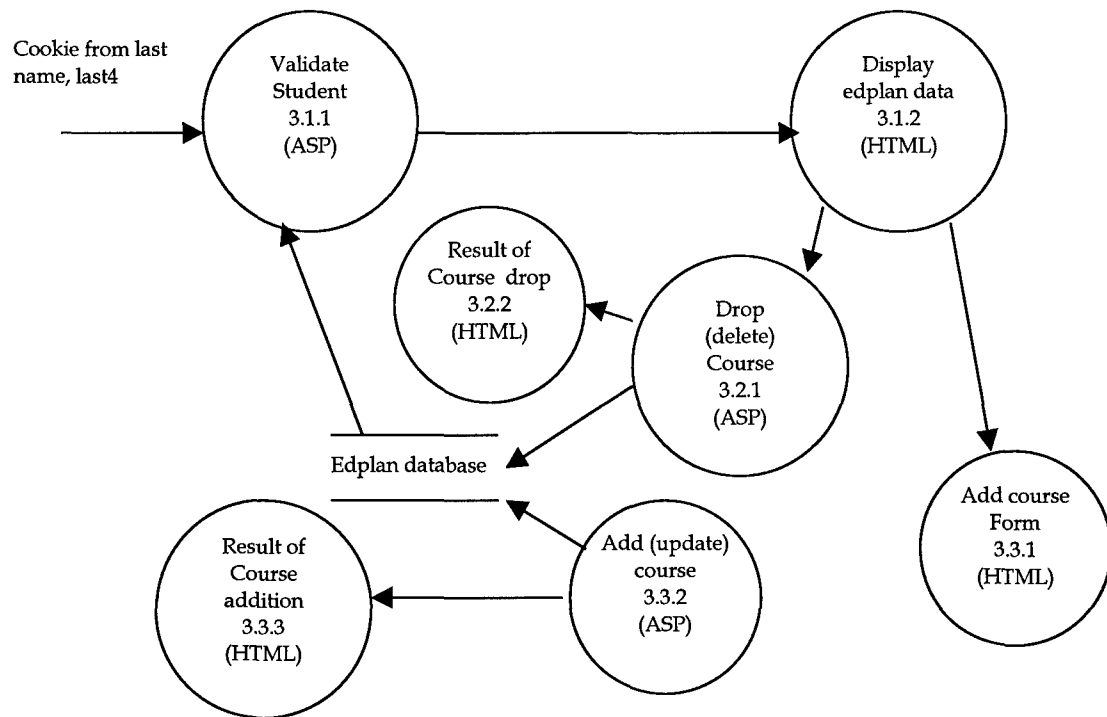 Cookie from last
name, last4
Validate
Student
3.1.1
(ASP)
Display
edplan data
3.1.2
(HTML)
Result of
Course drop
3.2.2
(HTML)
Drop
(delete)
Course
3.2.1
(ASP)
Edplan database
Add course
Form
3.3.1
(HTML)
Result of
Course
addition
3.3.3
(HTML)
Add (update)
course
3.3.2
(ASP)